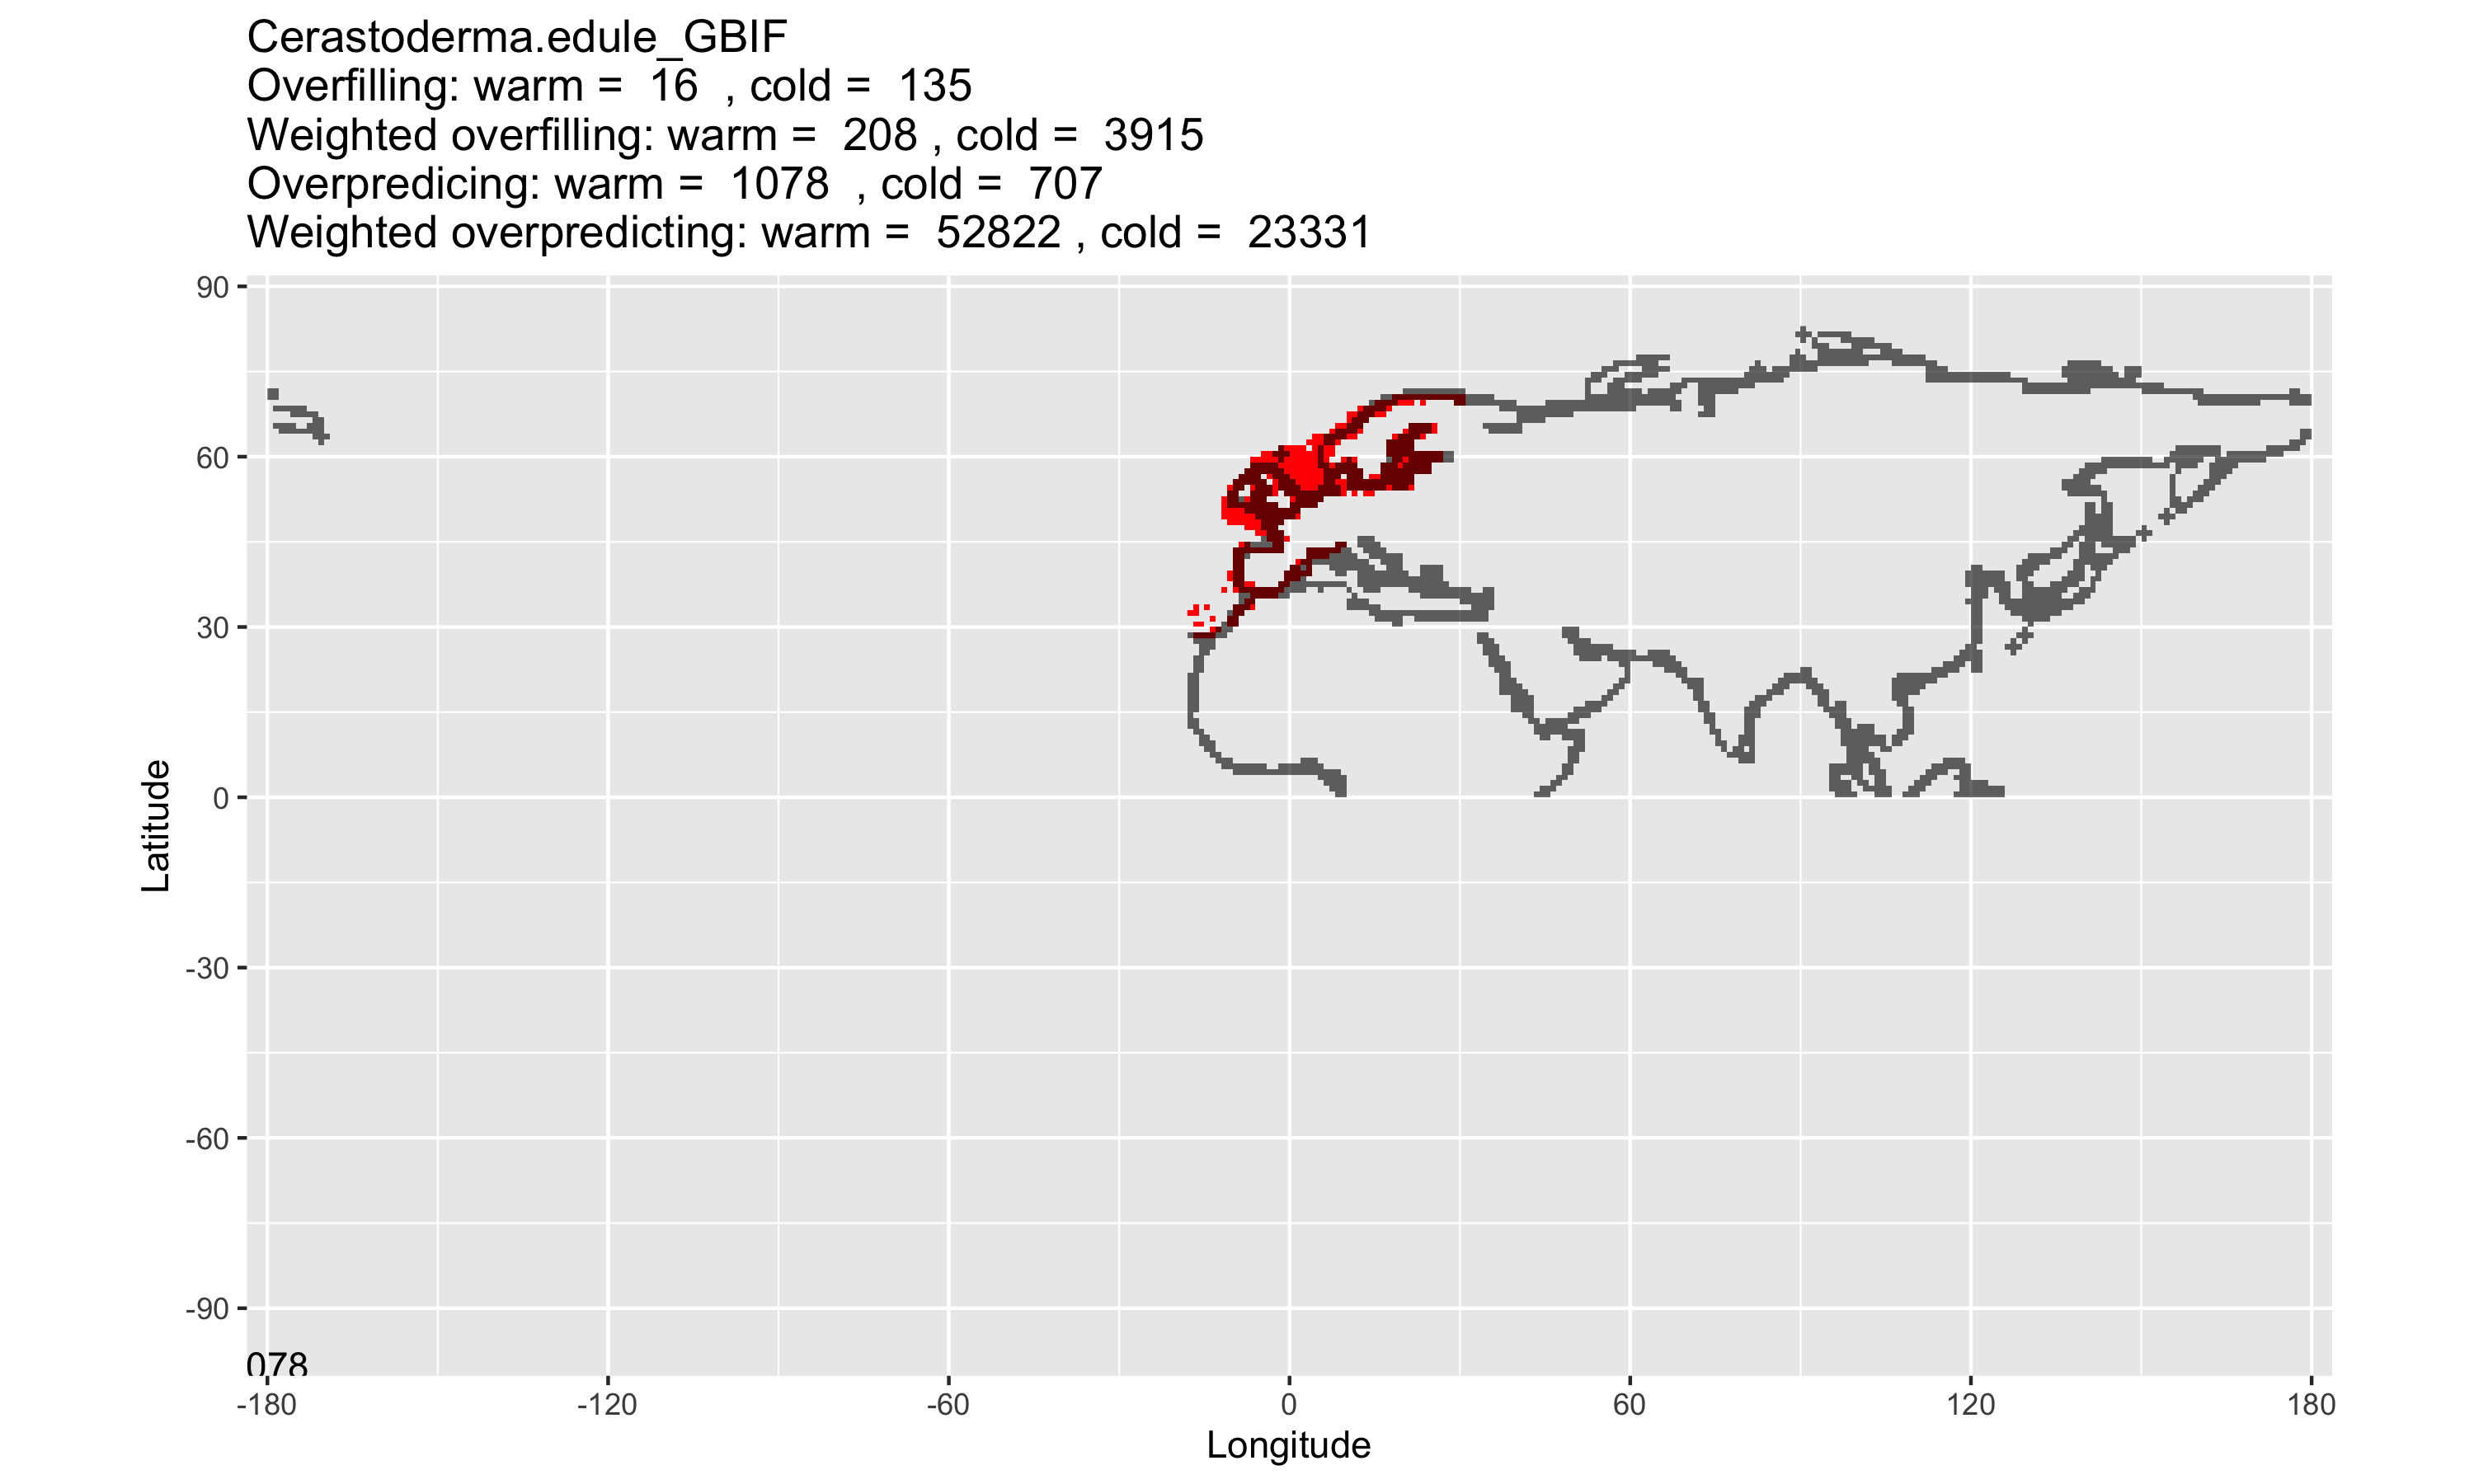 Cerastoderma.edule_GBIF
Overfilling: warm =  16  , cold =  135
Weighted overfilling: warm =  208 , cold =  3915
Overpredicing: warm =  1078  , cold =  707
Weighted overpredicting: warm =  52822 , cold =  23331
90
60
30
0
-30
-60
-90
Latitude
078
-180 -120 -60 0 60 120 180
Longitude